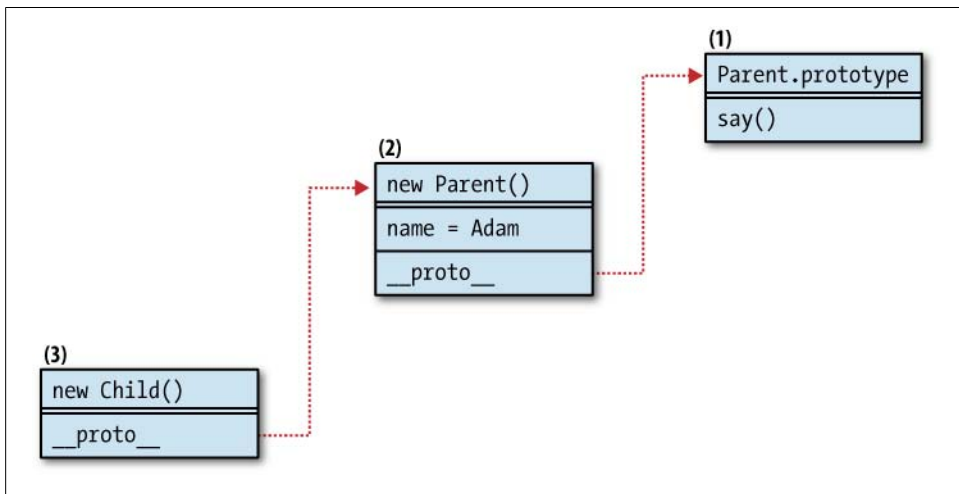 (1)
Parent.prototype
say()
(2)
new Parent()
name = Adam
__proto__
(3)
new Child()
__proto__